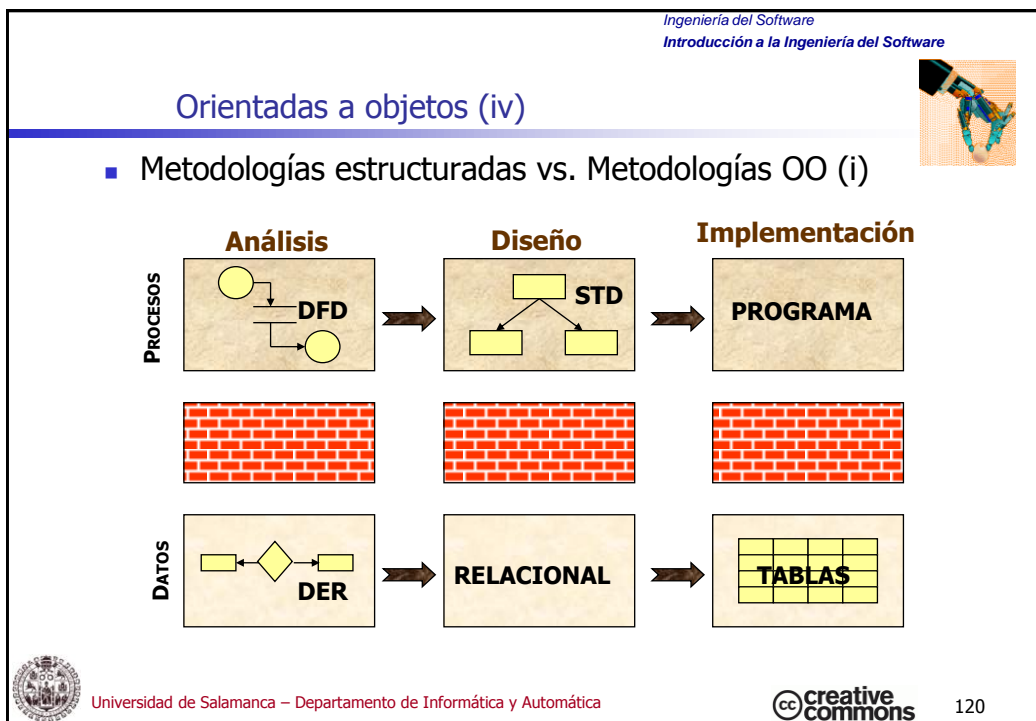 Ingeniería del Software
Introducción a la Ingeniería del Software
Orientadas a objetos (iv)
Metodologías estructuradas vs. Metodologías OO (i)
Análisis
Diseño
Implementación
PROCESOS
DFD
STD
PROGRAMA
DATOS
DER
RELACIONAL
TABLAS
Universidad de Salamanca – Departamento de Informática y Automática
cc creative commons
120